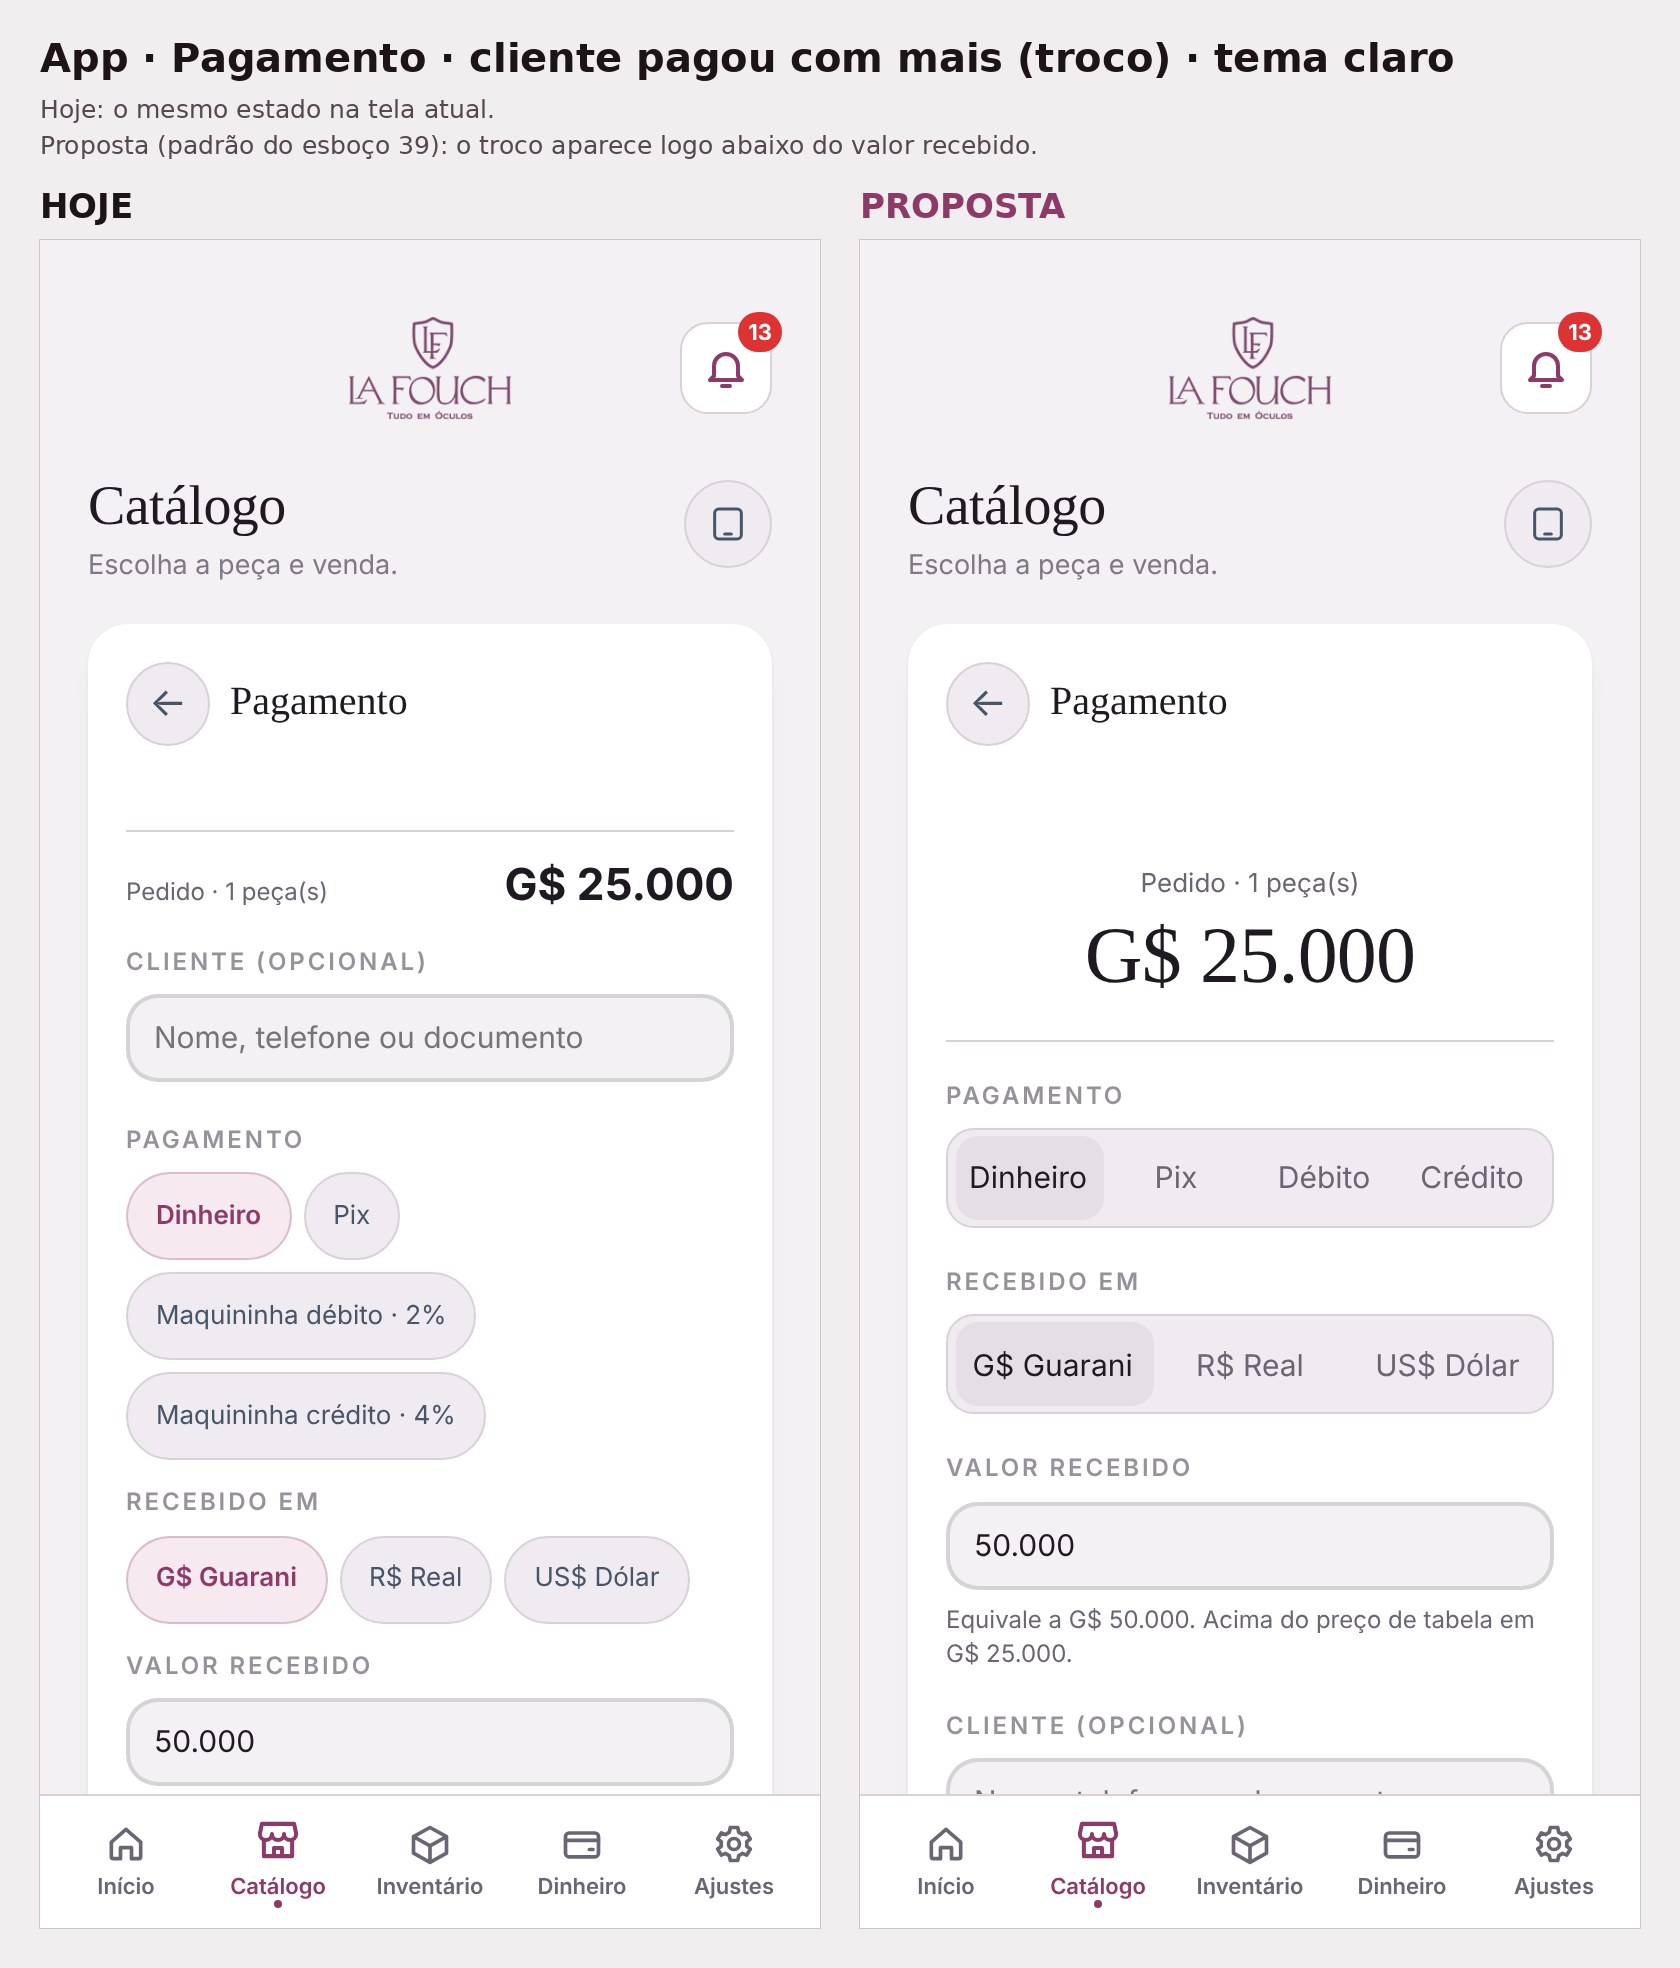 App · Pagamento · cliente pagou com mais (troco) · tema claro
Hoje: o mesmo estado na tela atual.
Proposta (padrão do esboço 39): o troco aparece logo abaixo do valor recebido.
HOJE
LF
LA FOUCH
TUDO EM ÓCULOS
13
Catálogo
Escolha a peça e venda.
Pagamento
Pedido · 1 peça(s)
G$ 25.000
CLIENTE (OPCIONAL)
Nome, telefone ou documento
PAGAMENTO
Dinheiro
Pix
Maquininha débito · 2%
Maquininha crédito · 4%
RECEBIDO EM
G$ Guarani
R$ Real
US$ Dólar
VALOR RECEBIDO
50.000
Início
Catálogo
Inventário
Dinheiro
Ajustes
PROPOSTA
LF
LA FOUCH
TUDO EM ÓCULOS
13
Catálogo
Escolha a peça e venda.
Pagamento
Pedido · 1 peça(s)
G$ 25.000
PAGAMENTO
Dinheiro
Pix
Débito
Crédito
RECEBIDO EM
G$ Guarani
R$ Real
US$ Dólar
VALOR RECEBIDO
50.000
Equivale a G$ 50.000. Acima do preço de tabela em
G$ 25.000.
CLIENTE (OPCIONAL)
Início
Catálogo
Inventário
Dinheiro
Ajustes